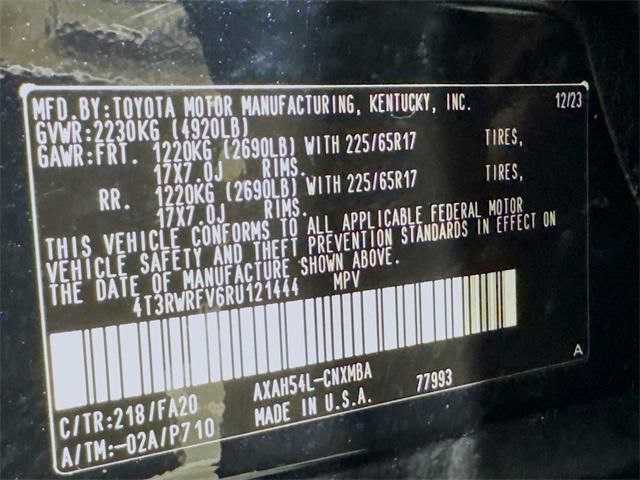 MFD.BY:TOYOTA MOTOR MANUFACTURING, KENTUCKY, INC. 12/23
GVWR:2230KG (4920LB)
GAWR:FRT. 1220KG (2690LB) WITH 225/65R17 TIRES,
17X7.0J RIMS.
RR. 1220KG (2690LB) WITH 225/65R17 TIRES,
17X7.0J RIMS.
THIS VEHICLE CONFORMS TO ALL APPLICABLE FEDERAL MOTOR
VEHICLE SAFETY AND THEFT PREVENTION STANDARDS IN EFFECT ON
THE DATE OF MANUFACTURE SHOWN ABOVE.
4T3RWRFV6RU121444 MPV
A
C/TR:218/FA20 AXAH54L-CNXMBA 77993
A/TM:-02A/P710 MADE IN U.S.A.